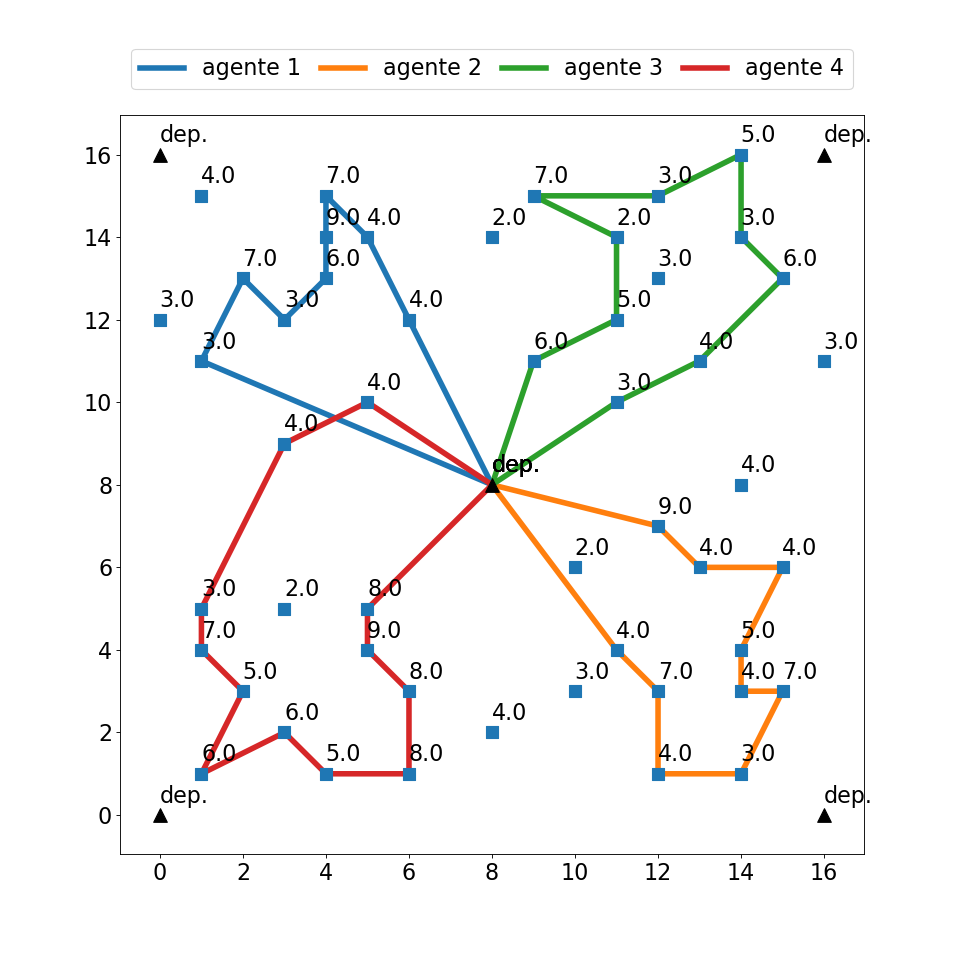 agente 1 agente 2 agente 3 agente 4
dep. 5.0 dep.
16
4.0 7.0 7.0 3.0
9.0 4.0 2.0 2.0 3.0
14
7.0 6.0 3.0 6.0
3.0 3.0 5.0
12
3.0 6.0 4.0 3.0
4.0 3.0
10
4.0
dep. dep. 4.0
8
9.0
2.0 4.0 4.0
6
3.0 2.0 8.0
7.0 9.0 4.0 5.0
4
5.0 8.0 3.0 7.0 4.0 7.0
6.0 4.0
2
6.0 5.0 8.0 4.0 3.0
dep. dep.
0
0 2 4 6 8 10 12 14 16